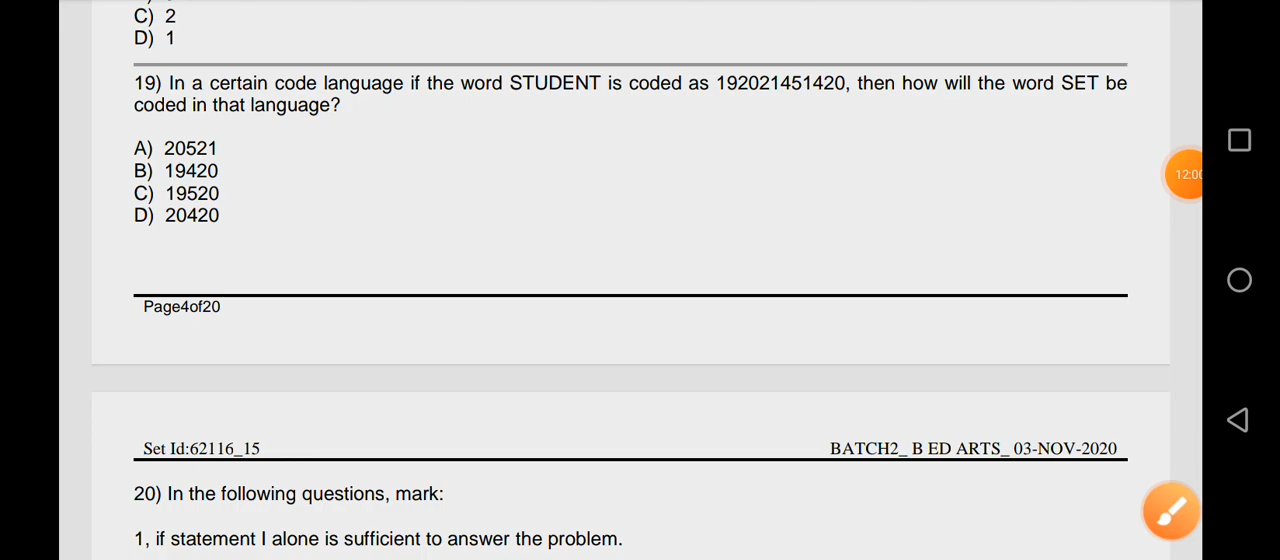 C) 2
D) 1
19) In a certain code language if the word STUDENT is coded as 192021451420, then how will the word SET be
coded in that language?
A) 20521
B) 19420
C) 19520
D) 20420
12:00
Page4of20
Set Id:62116_15
BATCH2_ B ED ARTS_ 03-NOV-2020
20) In the following questions, mark:
1, if statement I alone is sufficient to answer the problem.